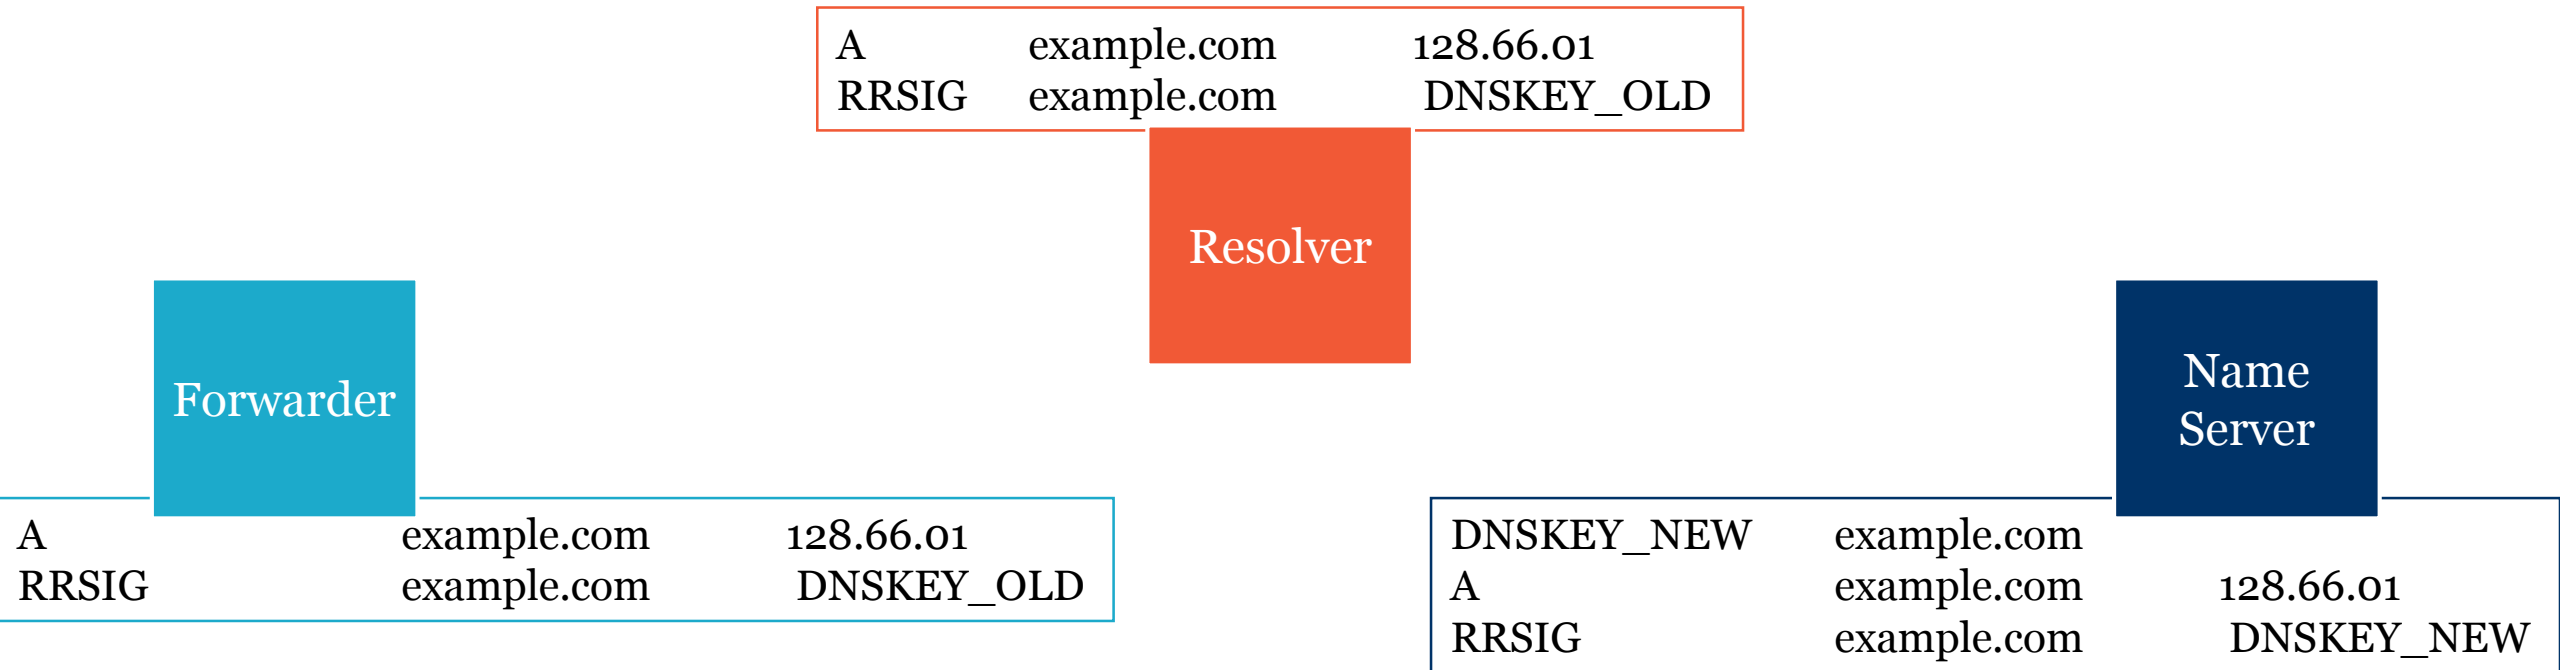 A example.com 128.66.01
RRSIG example.com DNSKEY_OLD
Resolver
Forwarder
A example.com 128.66.01
RRSIG example.com DNSKEY_OLD
Name
Server
DNSKEY_NEW example.com
A example.com 128.66.01
RRSIG example.com DNSKEY_NEW